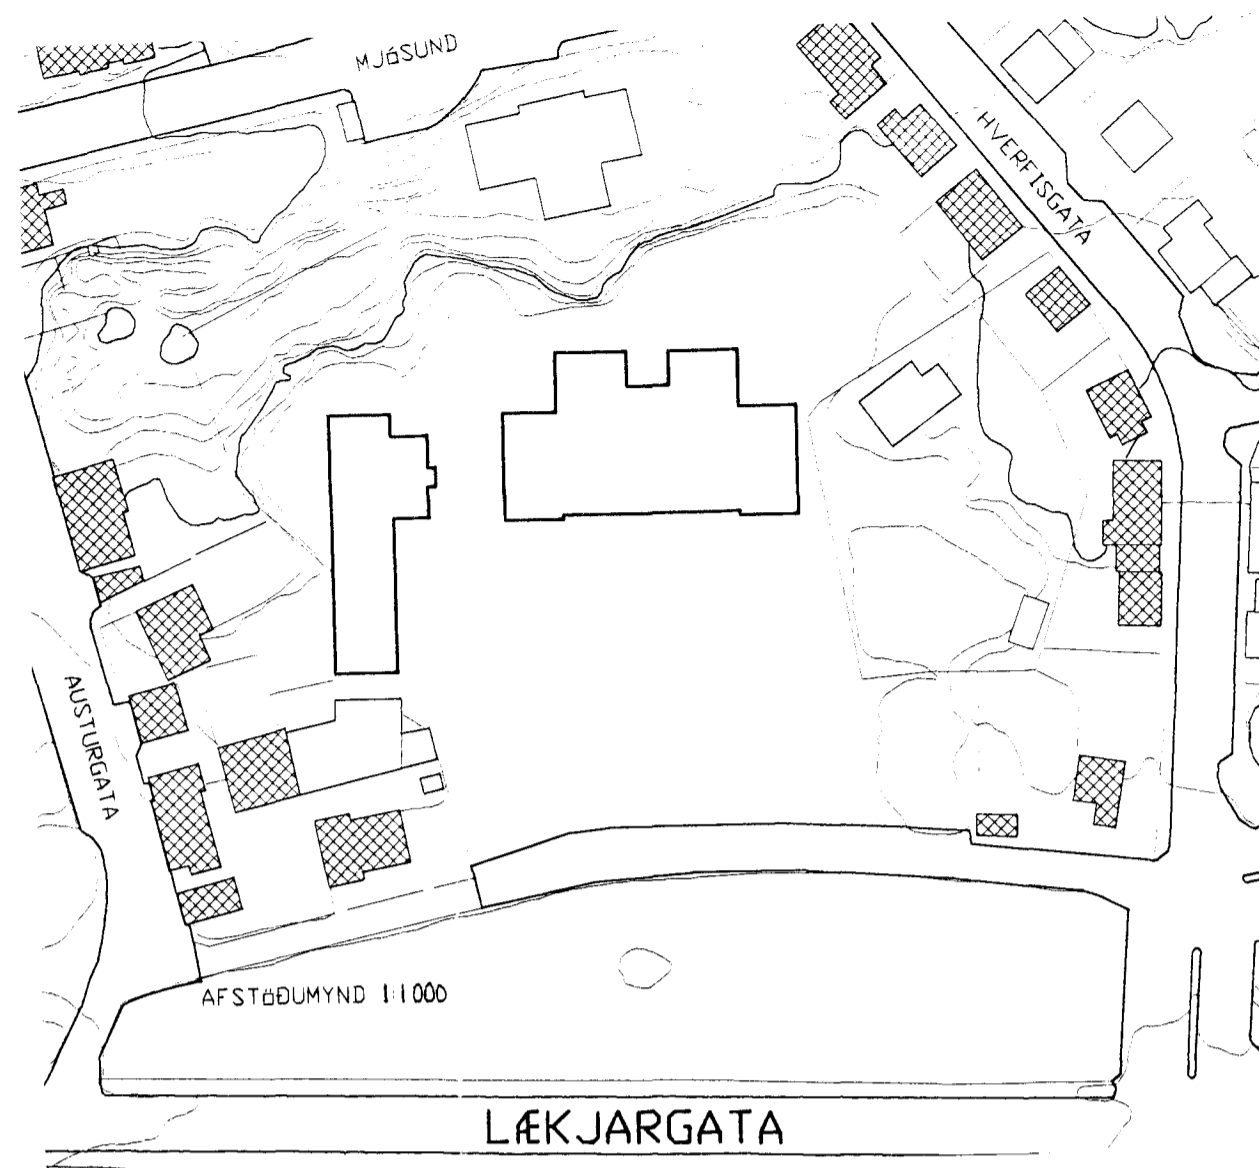 MJÓSUND
HVERFISGATA
AUSTURGATA
AFSTÖÐUMYND 1:1000
LÆKJARGATA